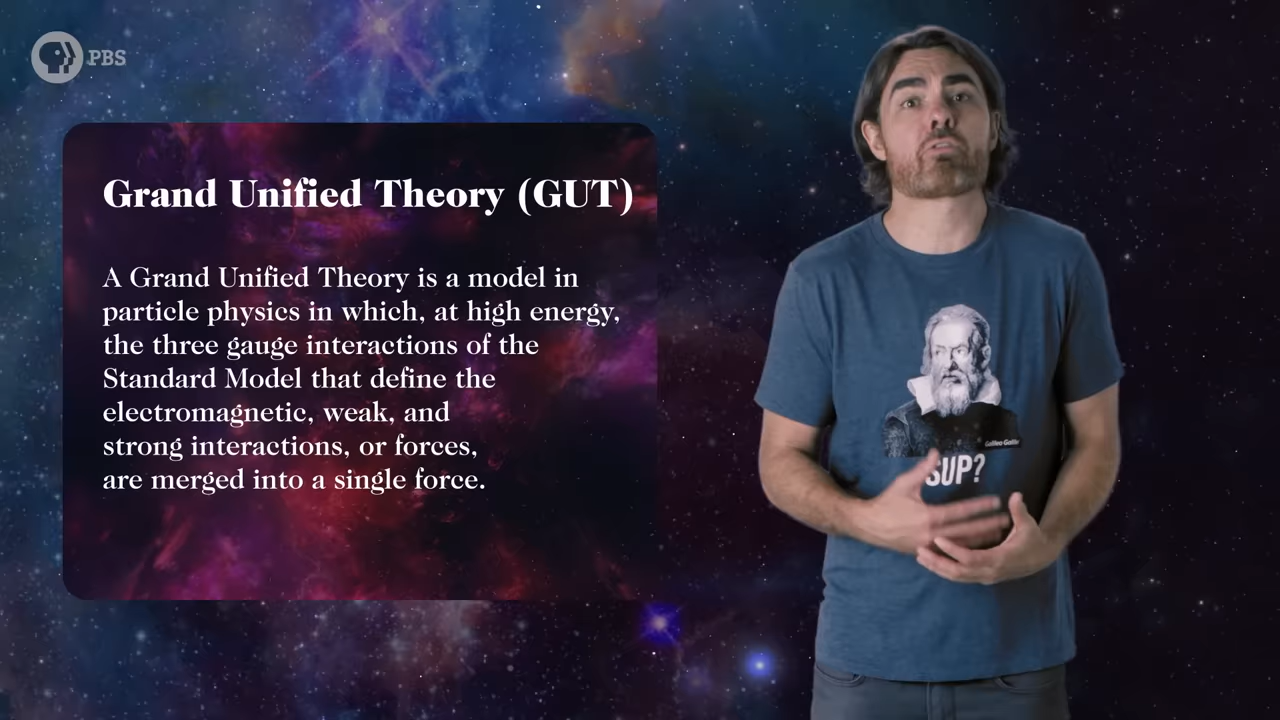 PBS
Grand Unified Theory (GUT)
A Grand Unified Theory is a model in
particle physics in which, at high energy,
the three gauge interactions of the
Standard Model that define the
electromagnetic, weak, and
strong interactions, or forces,
are merged into a single force.
Galileo Galilei
SUP?